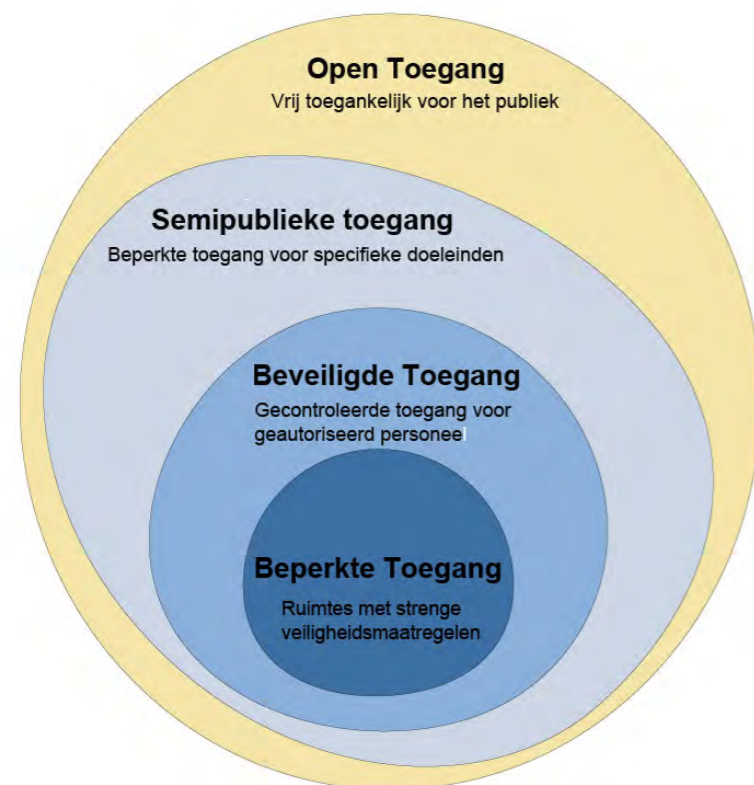 Open Toegang
Vrij toegankelijk voor het publiek
Semipublieke toegang
Beperkte toegang voor specifieke doeleinden
Beveiligde Toegang
Gecontroleerde toegang voor
geautoriseerd personeel
Beperkte Toegang
Ruimtes met strenge
veiligheidsmaatregelen